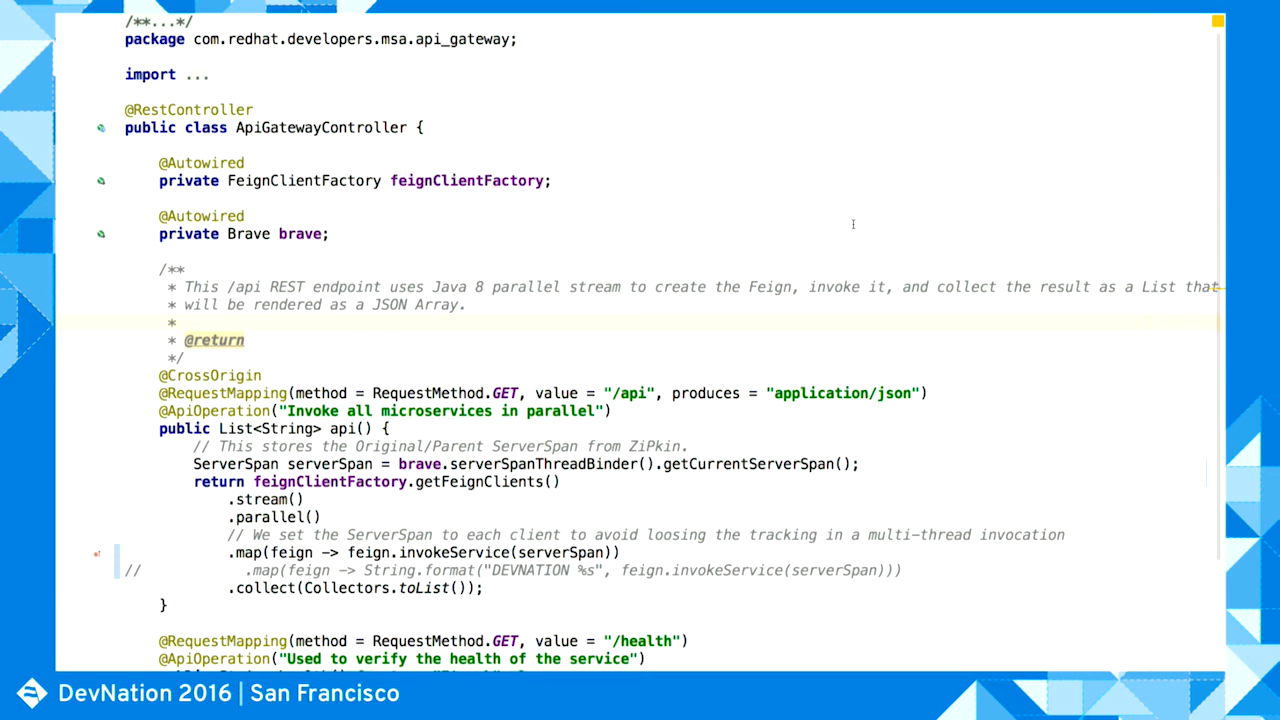 /**...*/
package com.redhat.developers.msa.api_gateway;
import ...
@RestController
public class ApiGatewayController {
@Autowired
private FeignClientFactory feignClientFactory;
@Autowired
private Brave brave;
/**
* This /api REST endpoint uses Java 8 parallel stream to create the Feign, invoke it, and collect the result as a List that
* will be rendered as a JSON Array.
*
* @return
*/
@CrossOrigin
@RequestMapping(method = RequestMethod.GET, value = "/api", produces = "application/json")
@ApiOperation("Invoke all microservices in parallel")
public List<String> api() {
// This stores the Original/Parent ServerSpan from ZiPkin.
ServerSpan serverSpan = brave.serverSpanThreadBinder().getCurrentServerSpan();
return feignClientFactory.getFeignClients()
.stream()
.parallel()
// We set the ServerSpan to each client to avoid loosing the tracking in a multi-thread invocation
.map(feign -> feign.invokeService(serverSpan))
// .map(feign -> String.format("DEVNATION %s", feign.invokeService(serverSpan)))
.collect(Collectors.toList());
}
@RequestMapping(method = RequestMethod.GET, value = "/health")
@ApiOperation("Used to verify the health of the service")
DevNation 2016 | San Francisco